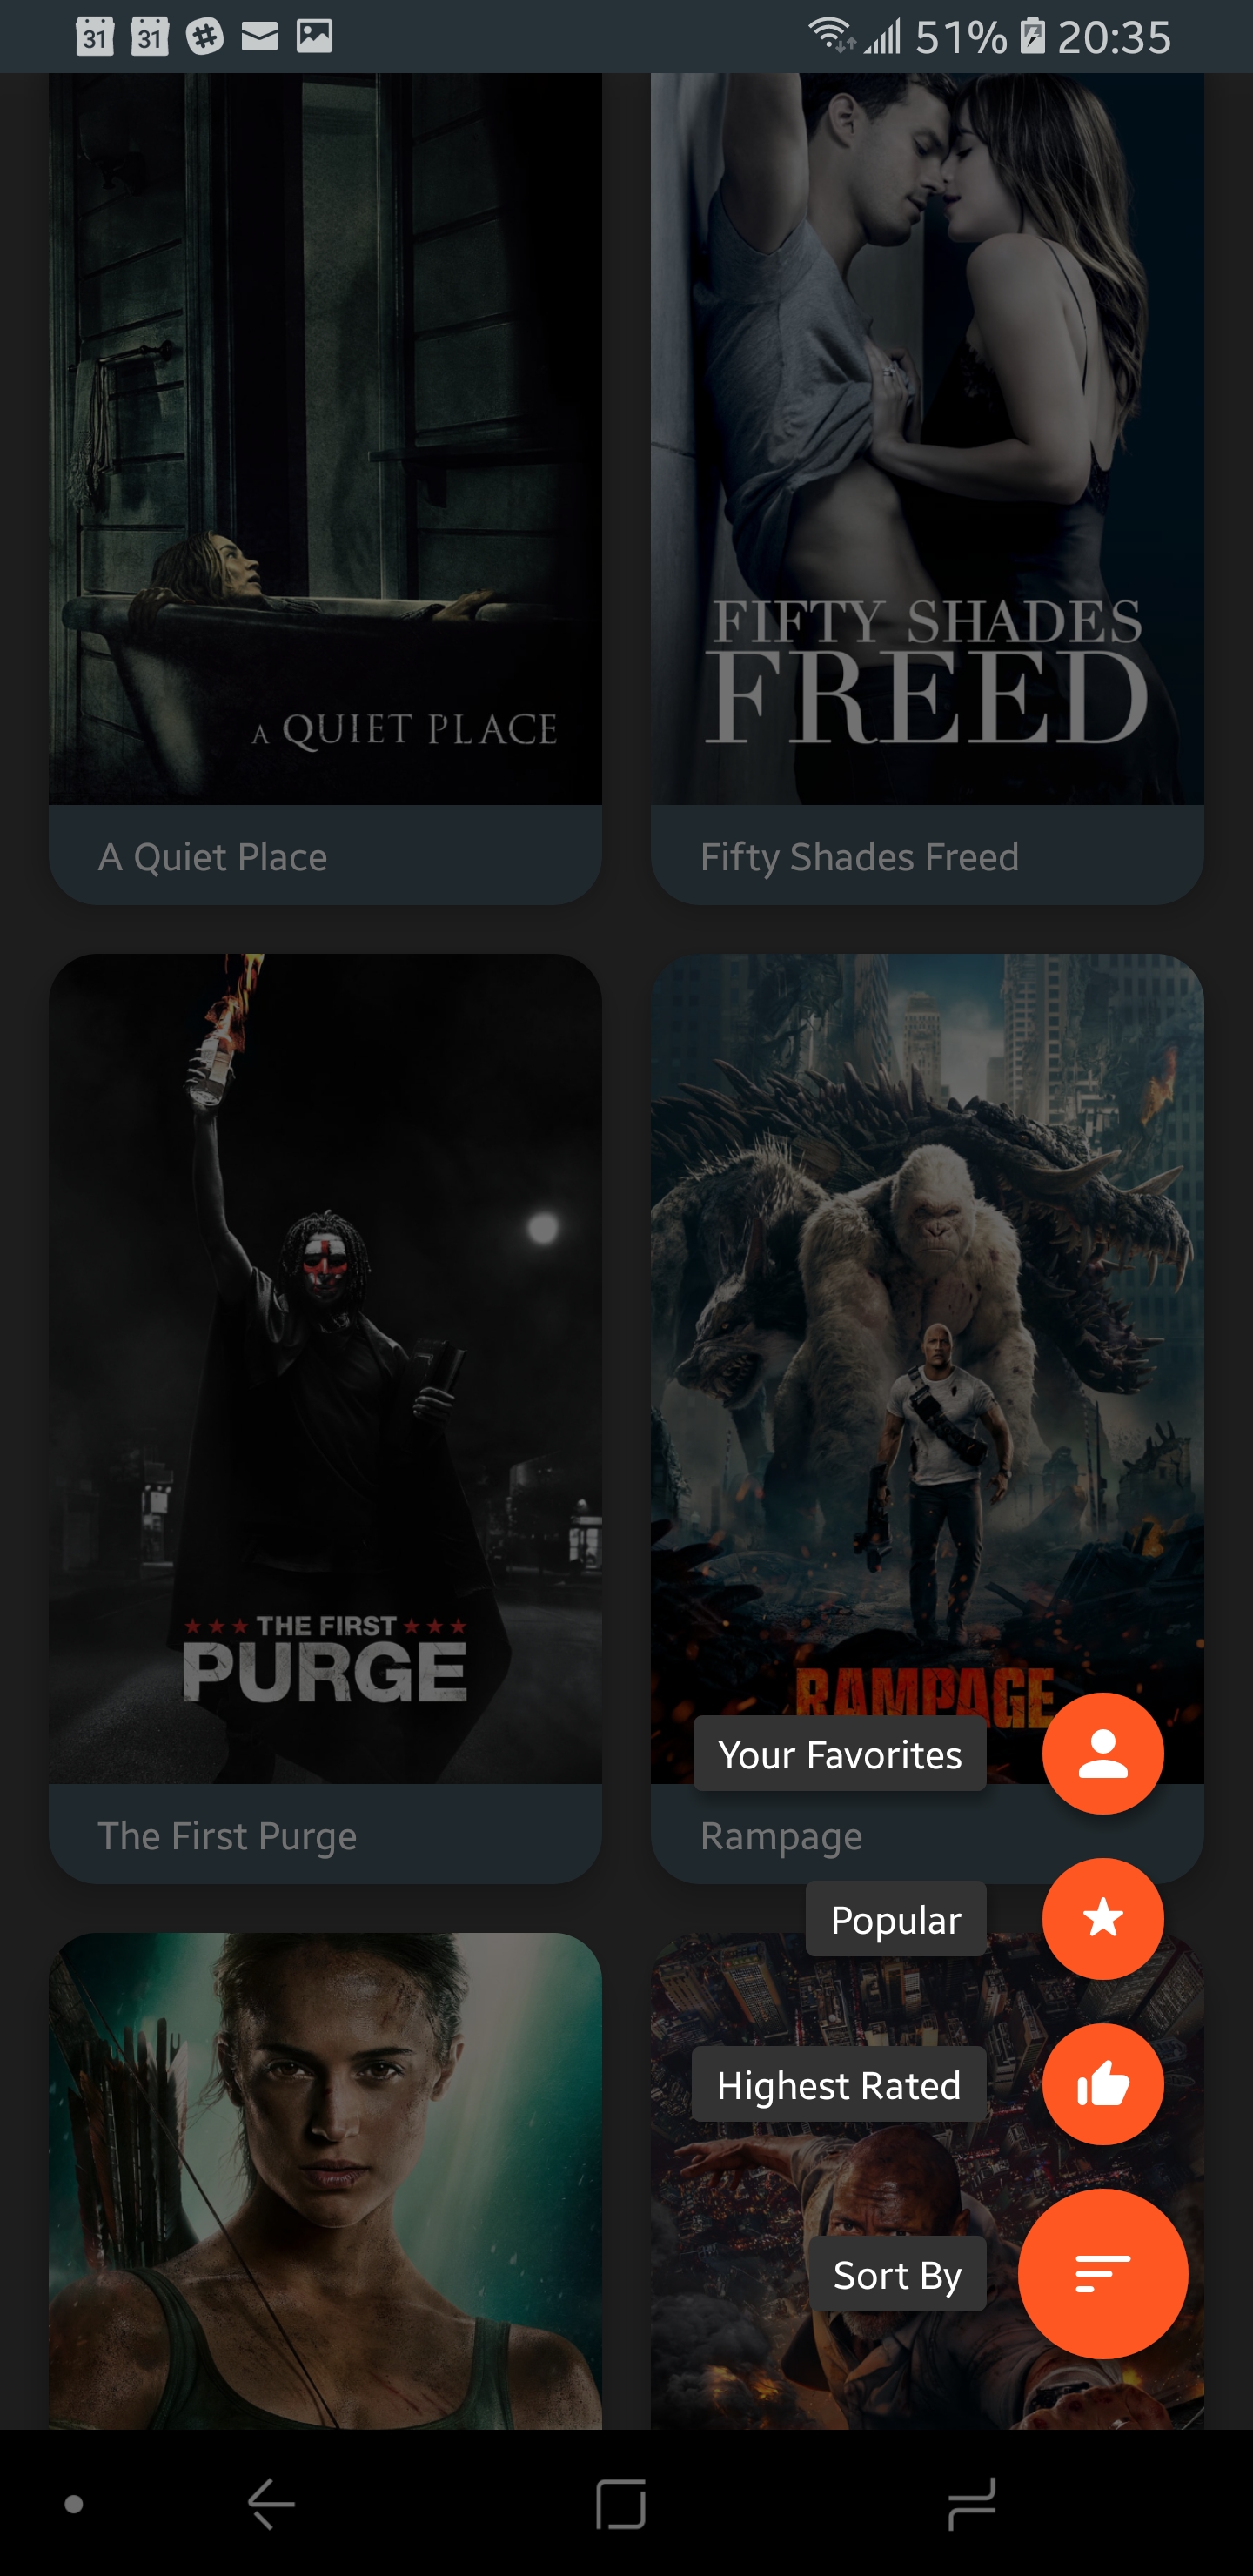 31 31 51% 20:35
A QUIET PLACE
FIFTY SHADES
FREED
A Quiet Place
Fifty Shades Freed
THE FIRST
PURGE
RAMPAGE
Your Favorites
The First Purge
Rampage
Popular
Highest Rated
Sort By